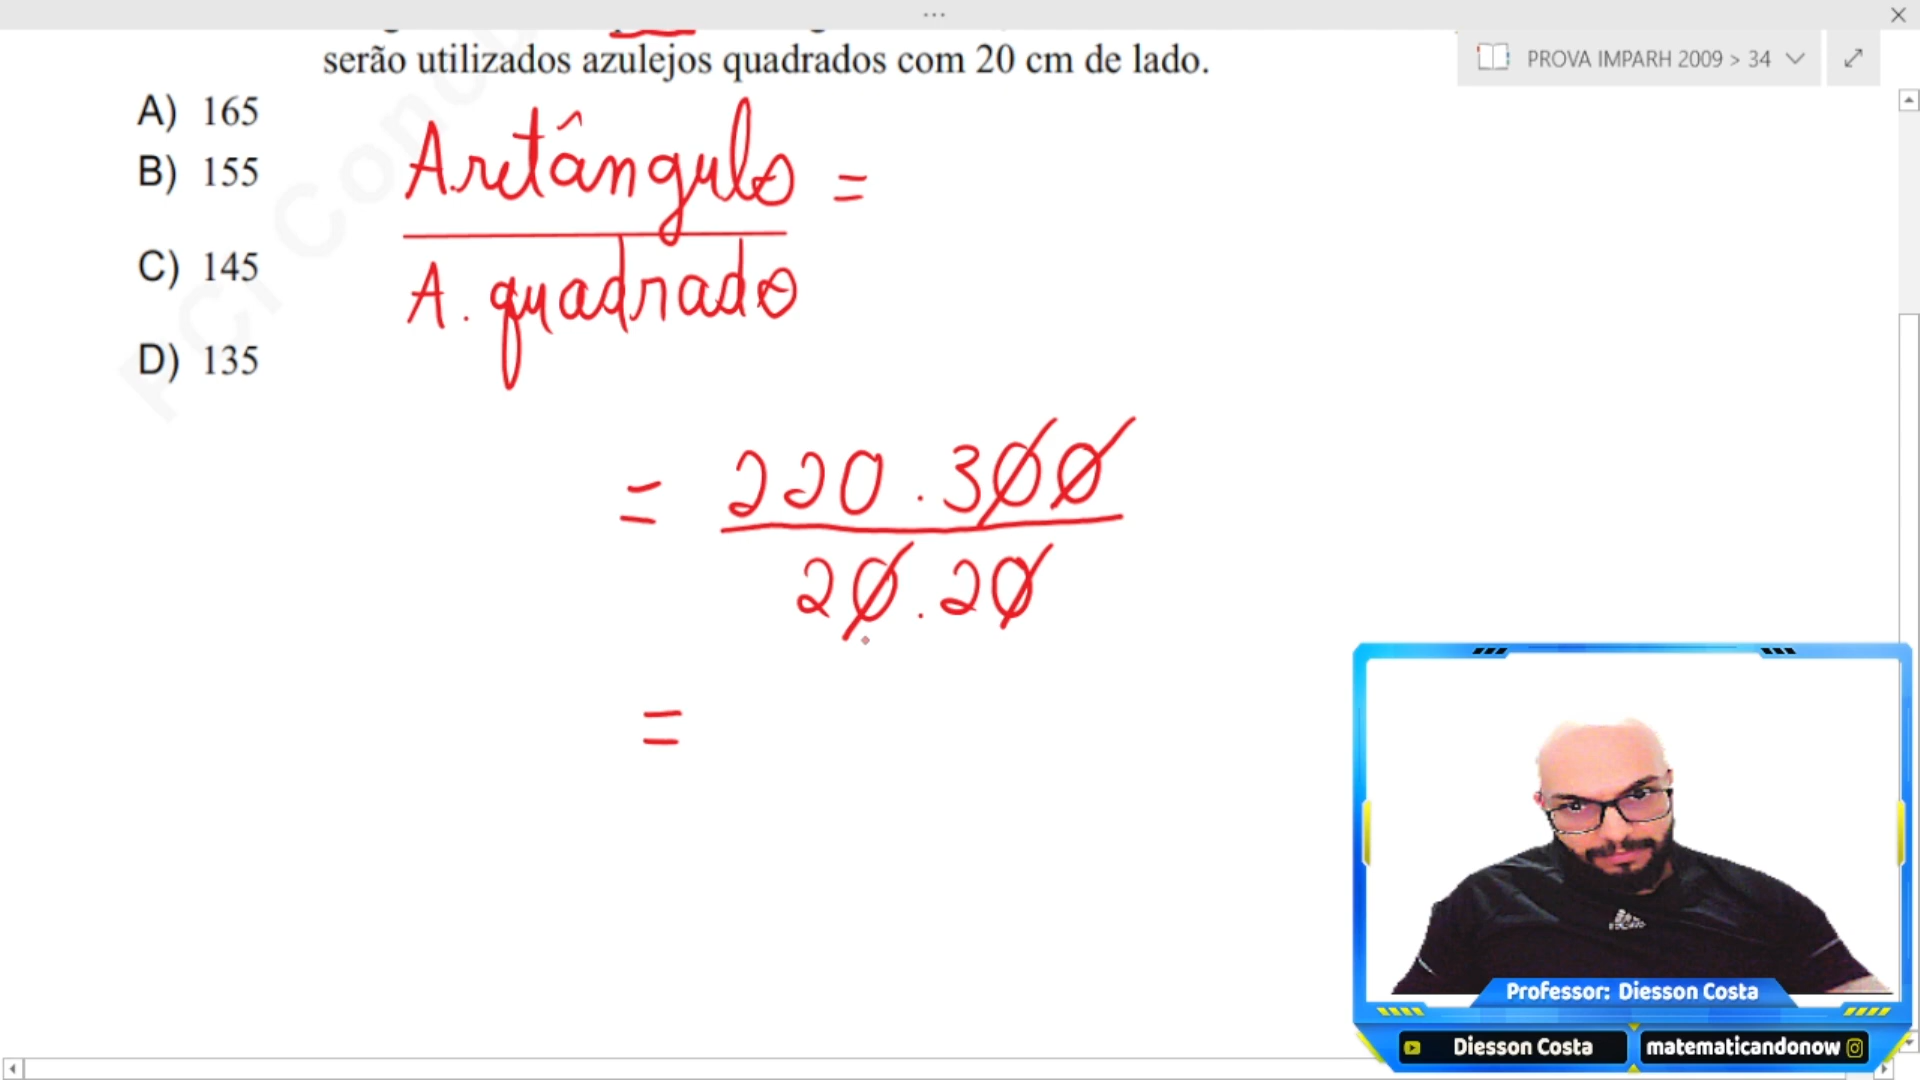 serão utilizados azulejos quadrados com 20 cm de lado.
PROVA IMPARH 2009 > 34
A) 165
B) 155
C) 145
D) 135
A.retângulo =
A. quadrado
= 220 . 300
20 . 20
=
Professor: Diesson Costa
Diesson Costa
matematicandonow